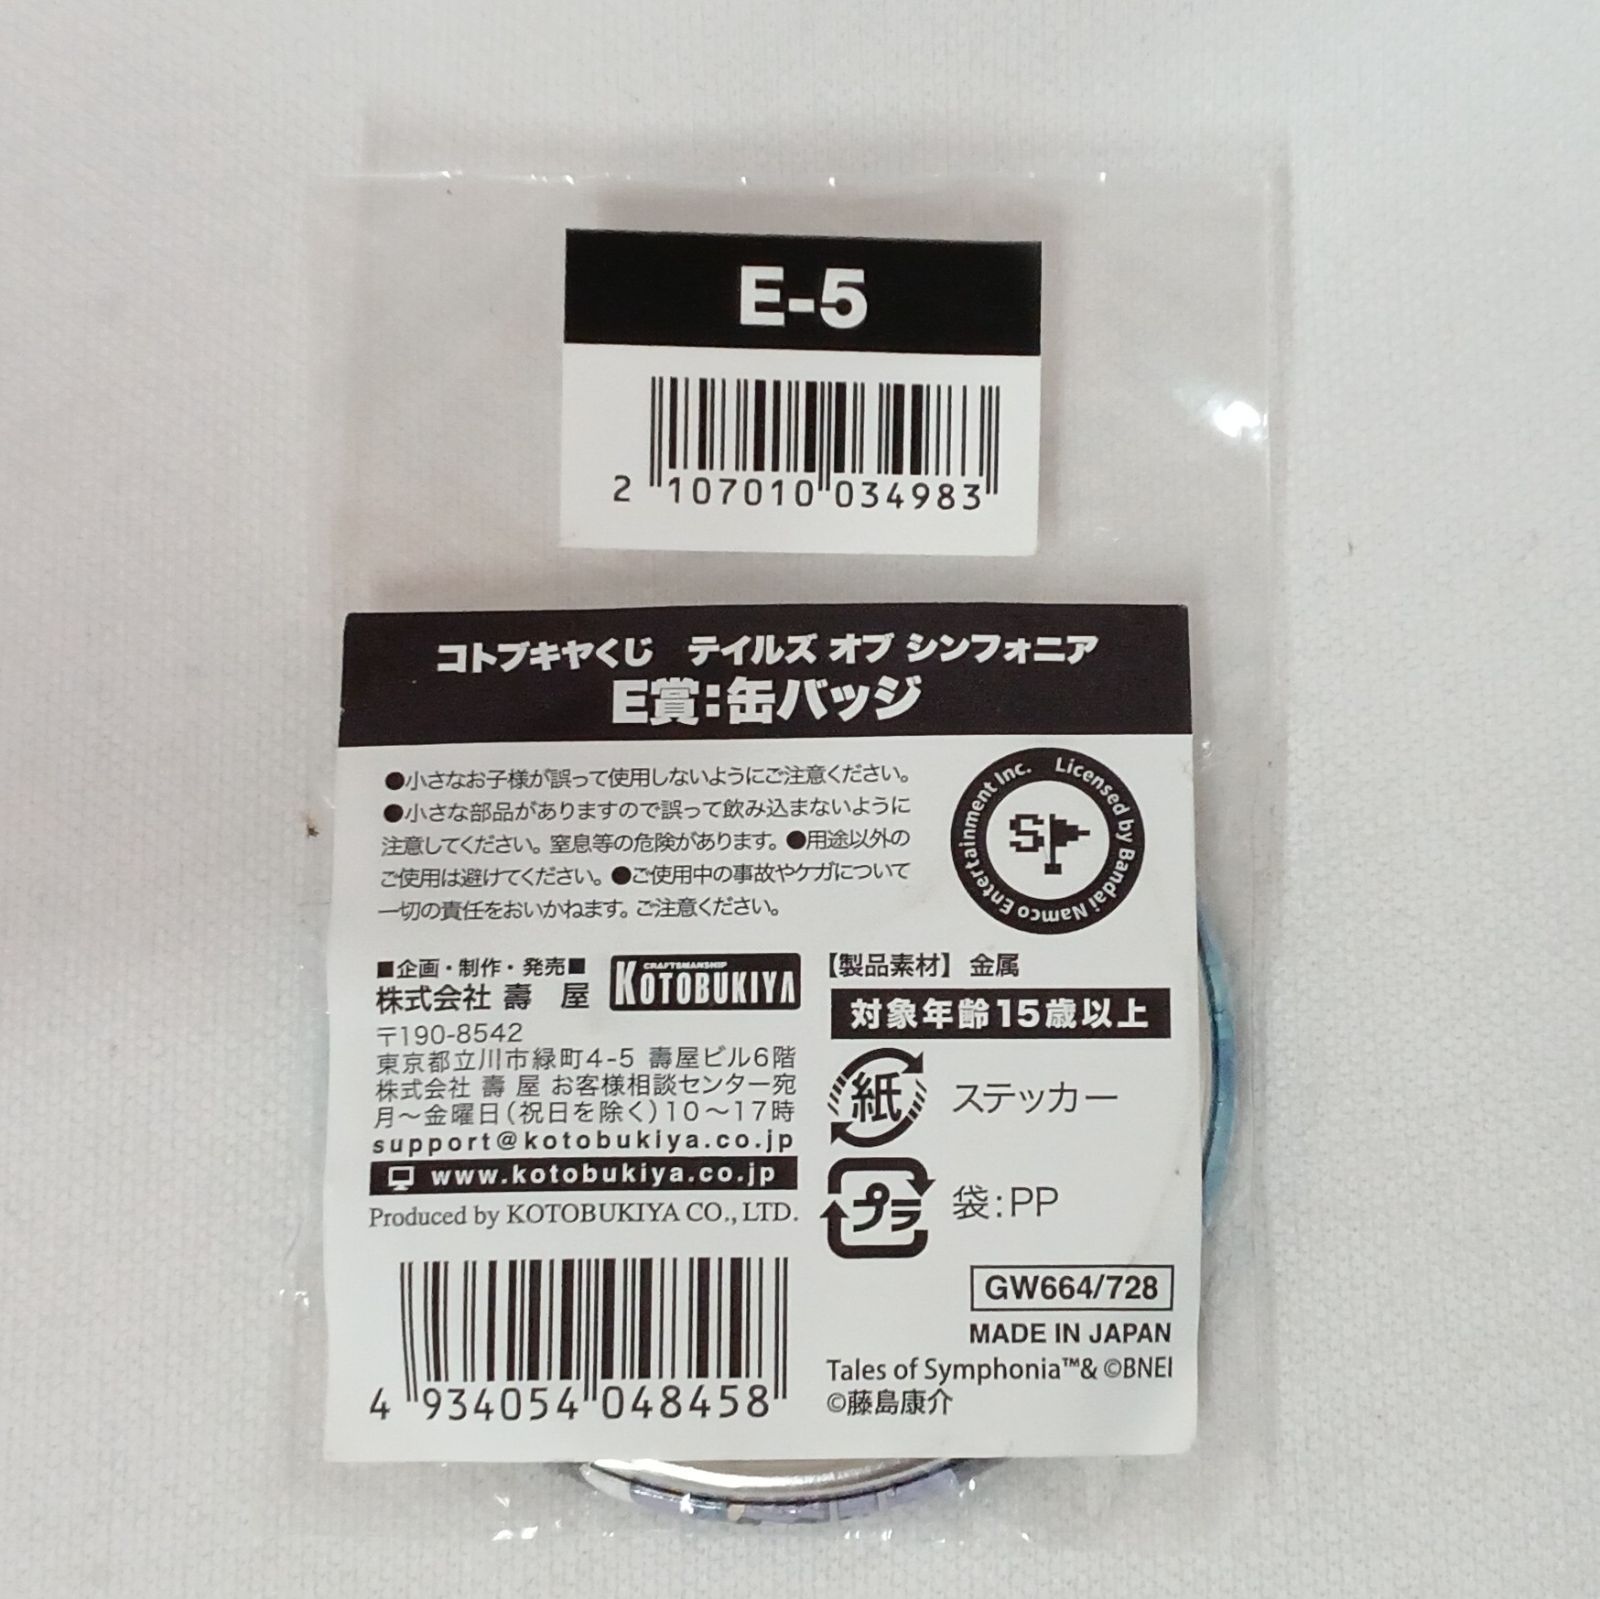 E-5
2 107010 034983
コトブキヤくじ テイルズ オブ シンフォニア
E賞:缶バッジ
●小さなお子様が誤って使用しないようにご注意ください。
●小さな部品がありますので誤って飲み込まないように
注意してください。窒息等の危険があります。●用途以外の
ご使用は避けてください。●ご使用中の事故やケガについて
一切の責任をおいかねます。ご注意ください。
Licensed by Bandai Namco Entertainment Inc.
SP
■企画・制作・発売■
株式会社 壽 屋
CRAFTSMANSHIP
KOTOBUKIYA
〒190-8542
東京都立川市緑町4-5 壽屋ビル6階
株式会社 壽 屋 お客様相談センター宛
月〜金曜日(祝日を除く)10〜17時
support@kotobukiya.co.jp
www.kotobukiya.co.jp
Produced by KOTOBUKIYA CO., LTD.
4 934054 048458
【製品素材】 金属
対象年齢15歳以上
紙 ステッカー
プラ 袋:PP
GW664/728
MADE IN JAPAN
Tales of Symphonia™& ©BNEI
©藤島康介